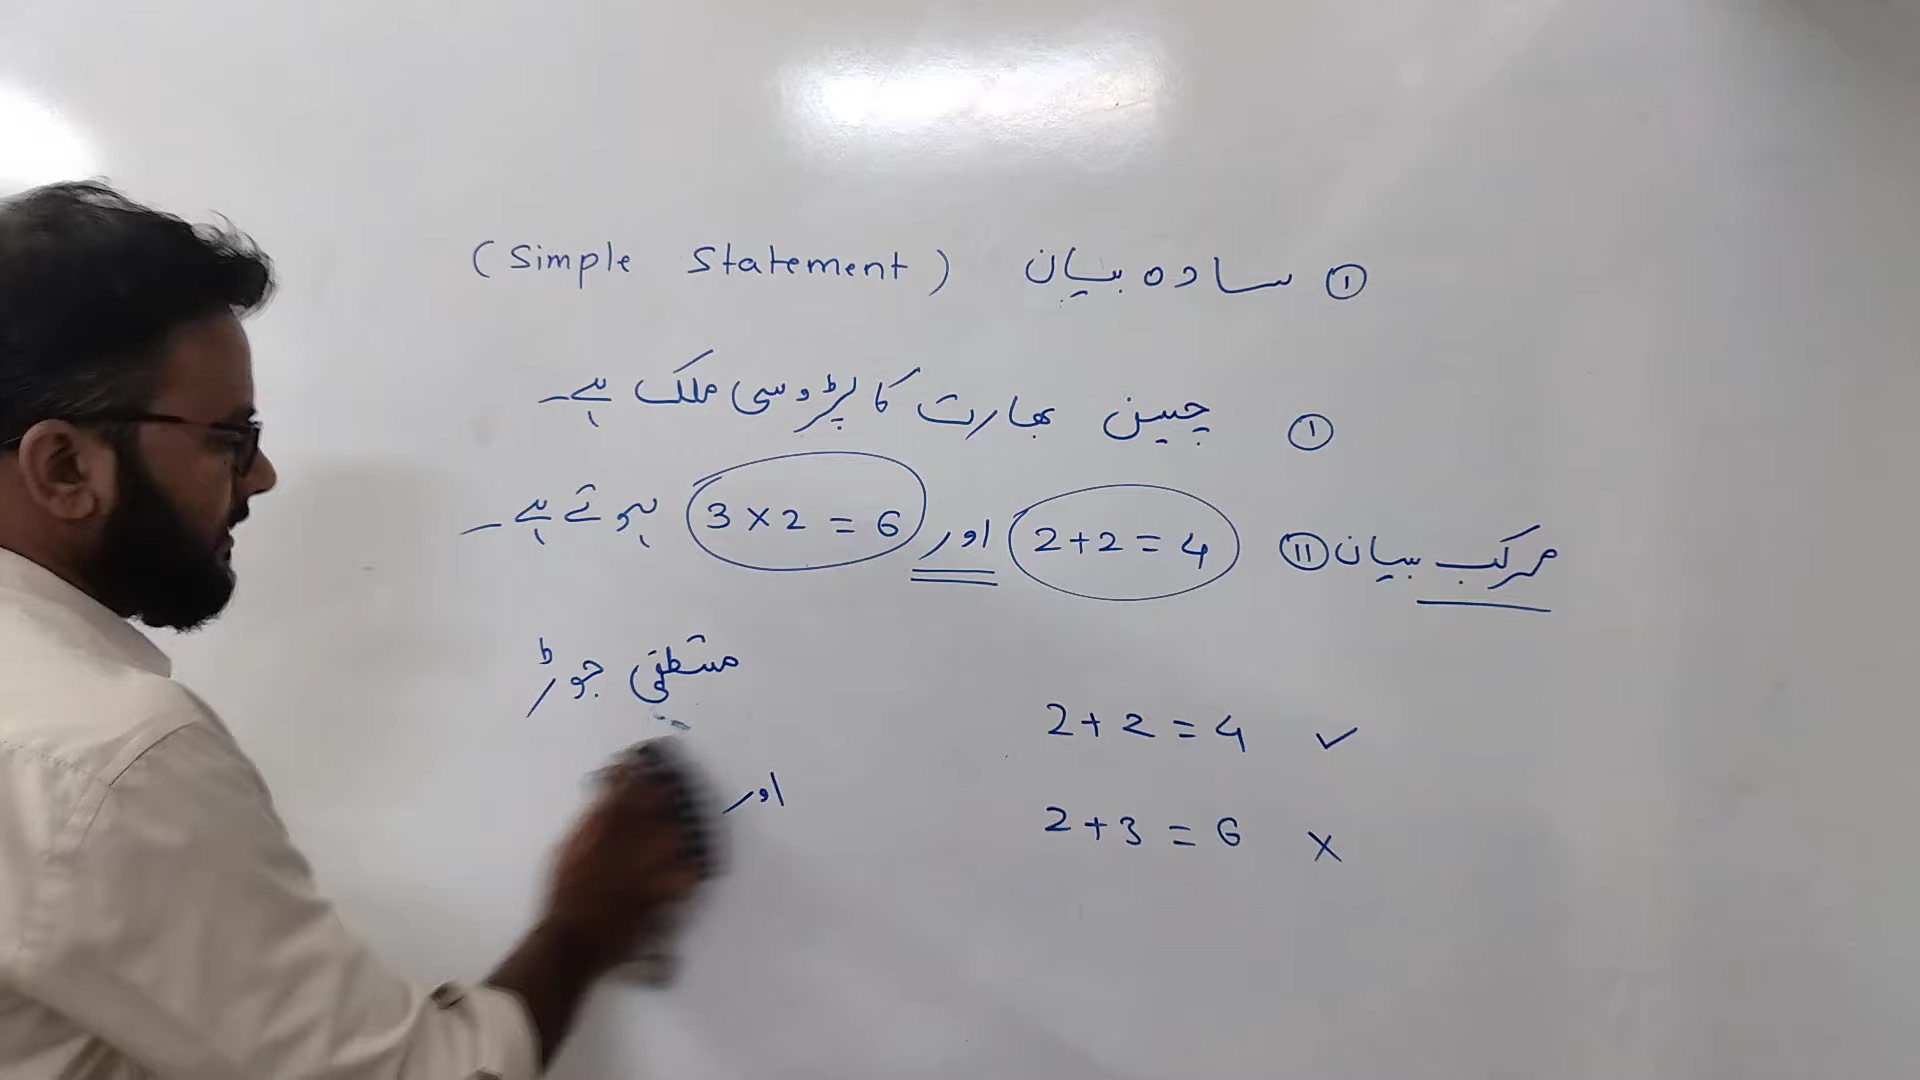 ① سادہ بیان (Simple Statement)
① چین بھارت کا پڑوسی ملک ہے۔
مرکب بیان ⑪ 2+2=4 اور 3×2=6 ہوتے ہے۔
منطقی جوڑ
2+2=4 ✓
اور
2+3=6 ×